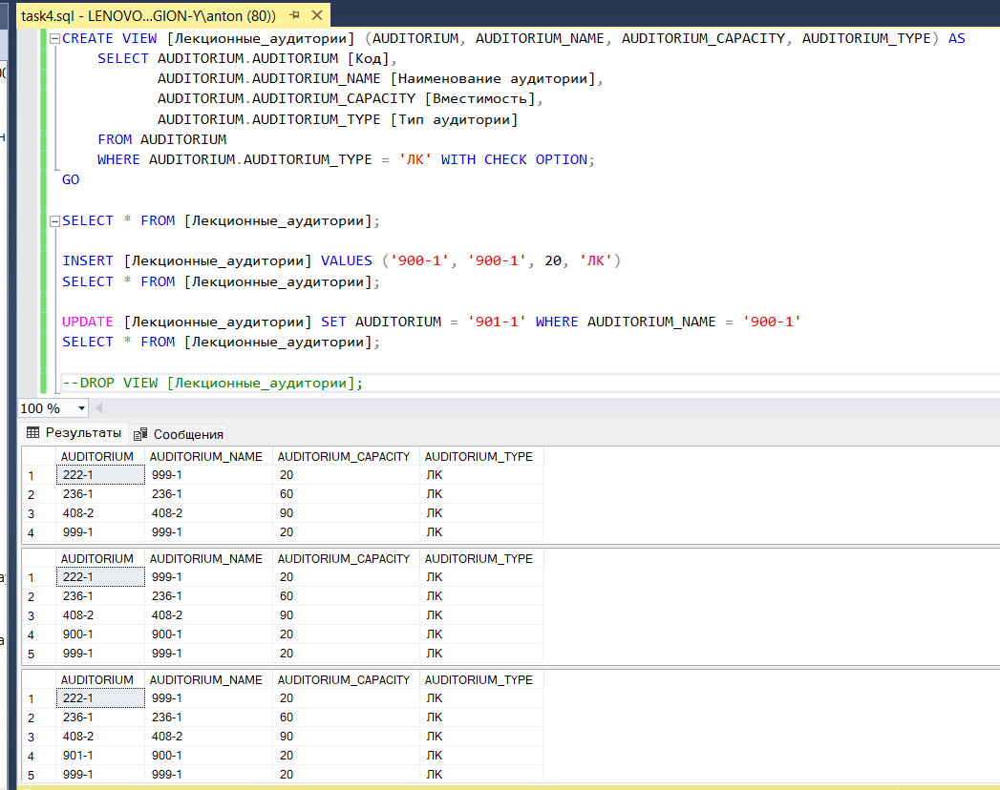 task4.sql - LENOVO...GION-Y\anton (80))
CREATE VIEW [Лекционные_аудитории] (AUDITORIUM, AUDITORIUM_NAME, AUDITORIUM_CAPACITY, AUDITORIUM_TYPE) AS
SELECT AUDITORIUM.AUDITORIUM [Код],
AUDITORIUM.AUDITORIUM_NAME [Наименование аудитории],
AUDITORIUM.AUDITORIUM_CAPACITY [Вместимость],
AUDITORIUM.AUDITORIUM_TYPE [Тип аудитории]
FROM AUDITORIUM
WHERE AUDITORIUM.AUDITORIUM_TYPE = 'ЛК' WITH CHECK OPTION;
GO
SELECT * FROM [Лекционные_аудитории];
INSERT [Лекционные_аудитории] VALUES ('900-1', '900-1', 20, 'ЛК')
SELECT * FROM [Лекционные_аудитории];
UPDATE [Лекционные_аудитории] SET AUDITORIUM = '901-1' WHERE AUDITORIUM_NAME = '900-1'
SELECT * FROM [Лекционные_аудитории];
--DROP VIEW [Лекционные_аудитории];
100 %
Результаты Сообщения
AUDITORIUM AUDITORIUM_NAME AUDITORIUM_CAPACITY AUDITORIUM_TYPE
1 222-1 999-1 20 ЛК
2 236-1 236-1 60 ЛК
3 408-2 408-2 90 ЛК
4 999-1 999-1 20 ЛК
AUDITORIUM AUDITORIUM_NAME AUDITORIUM_CAPACITY AUDITORIUM_TYPE
1 222-1 999-1 20 ЛК
2 236-1 236-1 60 ЛК
3 408-2 408-2 90 ЛК
4 900-1 900-1 20 ЛК
5 999-1 999-1 20 ЛК
AUDITORIUM AUDITORIUM_NAME AUDITORIUM_CAPACITY AUDITORIUM_TYPE
1 222-1 999-1 20 ЛК
2 236-1 236-1 60 ЛК
3 408-2 408-2 90 ЛК
4 901-1 900-1 20 ЛК
5 999-1 999-1 20 ЛК